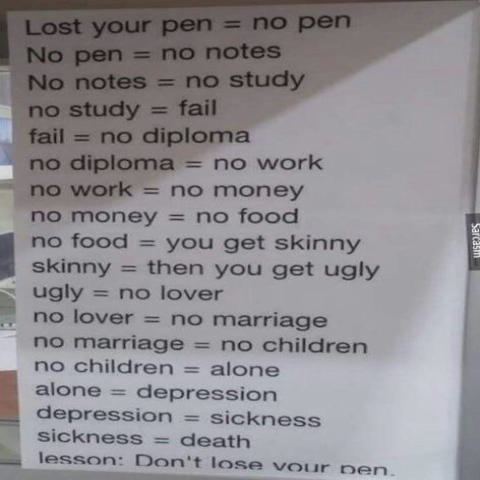 Lost your pen = no pen
No pen = no notes
No notes = no study
no study = fail
fail = no diploma
no diploma = no work
no work = no money
no money = no food
no food = you get skinny
skinny = then you get ugly
ugly = no lover
no lover = no marriage
no marriage = no children
no children = alone
alone = depression
depression = sickness
sickness = death
lesson: Don't lose your pen.
Sarcasm